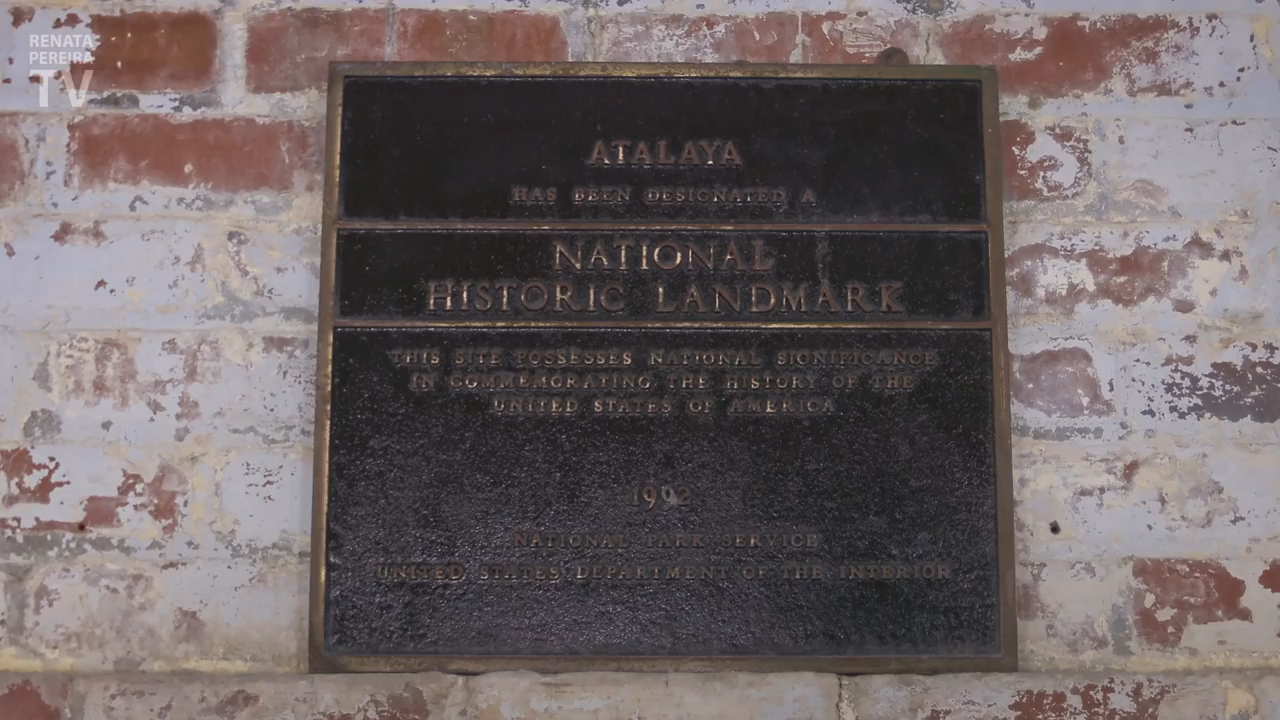 RENATA
PEREIRA
TV
ATALAYA
HAS BEEN DESIGNATED A
NATIONAL
HISTORIC LANDMARK
THIS SITE POSSESSES NATIONAL SIGNIFICANCE
IN COMMEMORATING THE HISTORY OF THE
UNITED STATES OF AMERICA
1992
NATIONAL PARK SERVICE
UNITED STATES DEPARTMENT OF THE INTERIOR